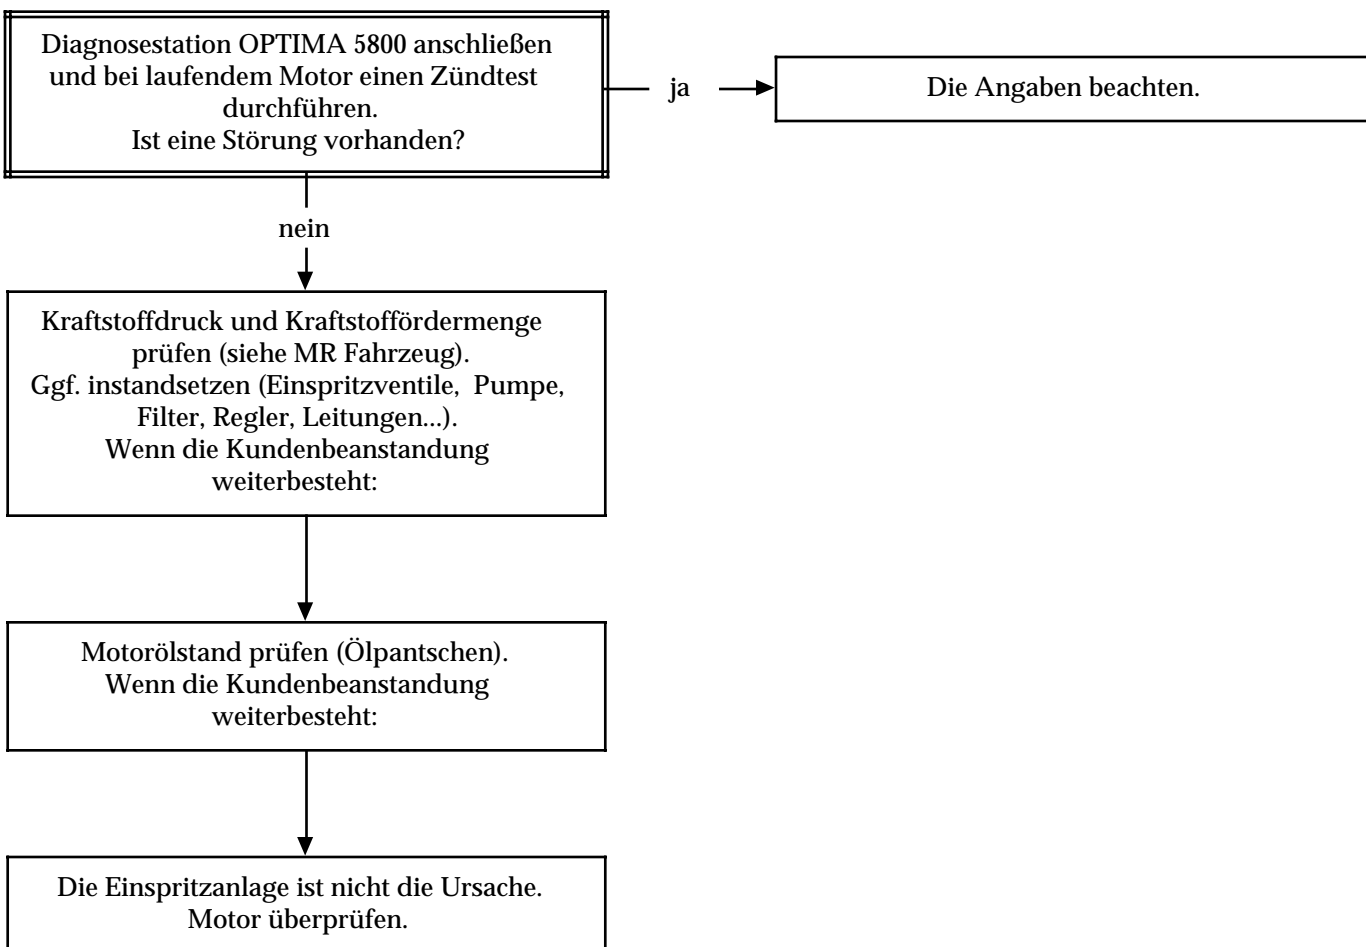 Diagnosestation OPTIMA 5800 anschließen
und bei laufendem Motor einen Zündtest
durchführen.
Ist eine Störung vorhanden?
ja
Die Angaben beachten.
nein
Kraftstoffdruck und Kraftstoffördermenge
prüfen (siehe MR Fahrzeug).
Ggf. instandsetzen (Einspritzventile, Pumpe,
Filter, Regler, Leitungen...).
Wenn die Kundenbeanstandung
weiterbesteht:
Motorölstand prüfen (Ölpantschen).
Wenn die Kundenbeanstandung
weiterbesteht:
Die Einspritzanlage ist nicht die Ursache.
Motor überprüfen.